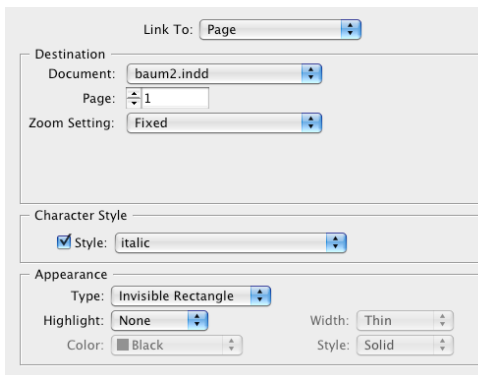 Link To: Page
Destination
Document: baum2.indd
Page: 1
Zoom Setting: Fixed
Character Style
Style: italic
Appearance
Type: Invisible Rectangle
Highlight: None Width: Thin
Color: Black Style: Solid